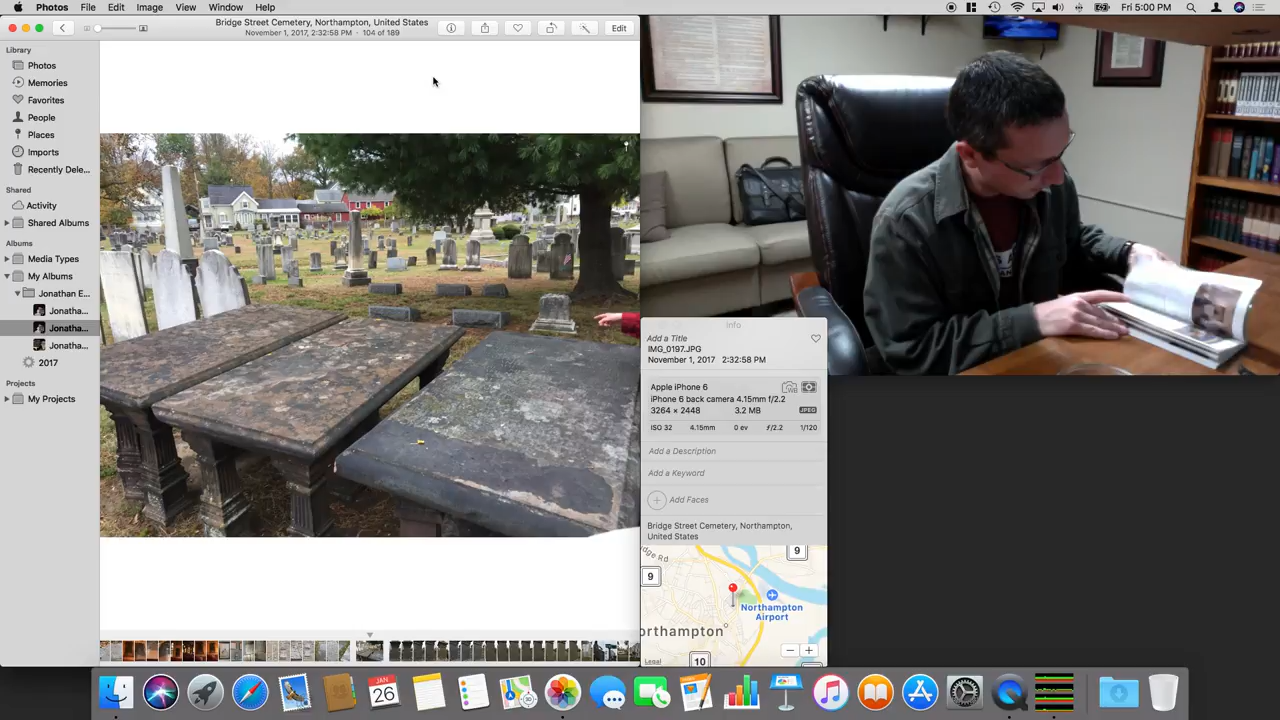 Photos File Edit Image View Window Help
Fri 5:00 PM
Bridge Street Cemetery, Northampton, United States
November 1, 2017, 2:32:58 PM • 104 of 189
Edit
Library
Photos
Memories
Favorites
People
Places
Imports
Recently Dele...
Shared
Activity
Shared Albums
Albums
Media Types
My Albums
Jonathan E...
Jonatha...
Jonatha...
Jonatha...
2017
Projects
My Projects
Info
Add a Title
IMG_0197.JPG
November 1, 2017 2:32:58 PM
Apple iPhone 6
iPhone 6 back camera 4.15mm f/2.2
3264 × 2448 3.2 MB JPEG
ISO 32 4.15mm 0 ev ƒ/2.2 1/120
Add a Description
Add a Keyword
Add Faces
Bridge Street Cemetery, Northampton,
United States
dge Rd
9
9
Northampton
Airport
orthampton
10
Legal
JAN
26